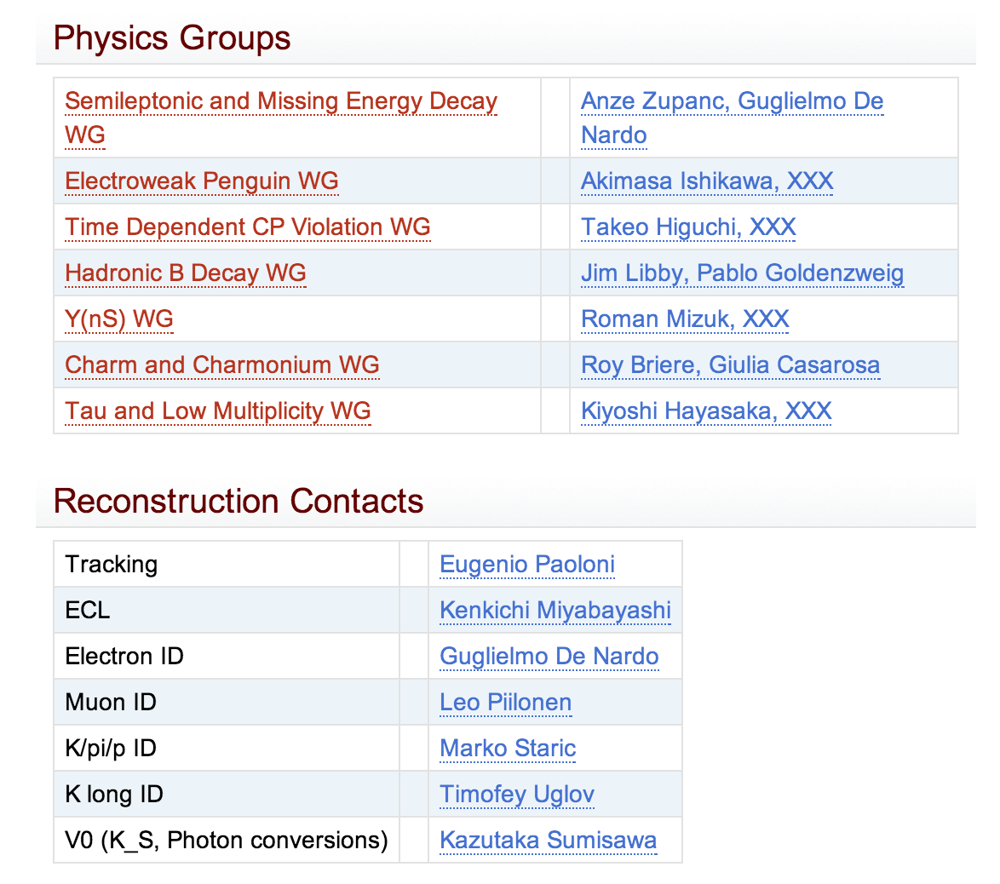 Physics Groups
Semileptonic and Missing Energy Decay
WG
Anze Zupanc, Guglielmo De
Nardo
Electroweak Penguin WG
Akimasa Ishikawa, XXX
Time Dependent CP Violation WG
Takeo Higuchi, XXX
Hadronic B Decay WG
Jim Libby, Pablo Goldenzweig
Y(nS) WG
Roman Mizuk, XXX
Charm and Charmonium WG
Roy Briere, Giulia Casarosa
Tau and Low Multiplicity WG
Kiyoshi Hayasaka, XXX
Reconstruction Contacts
Tracking
Eugenio Paoloni
ECL
Kenkichi Miyabayashi
Electron ID
Guglielmo De Nardo
Muon ID
Leo Piilonen
K/pi/p ID
Marko Staric
K long ID
Timofey Uglov
V0 (K_S, Photon conversions)
Kazutaka Sumisawa